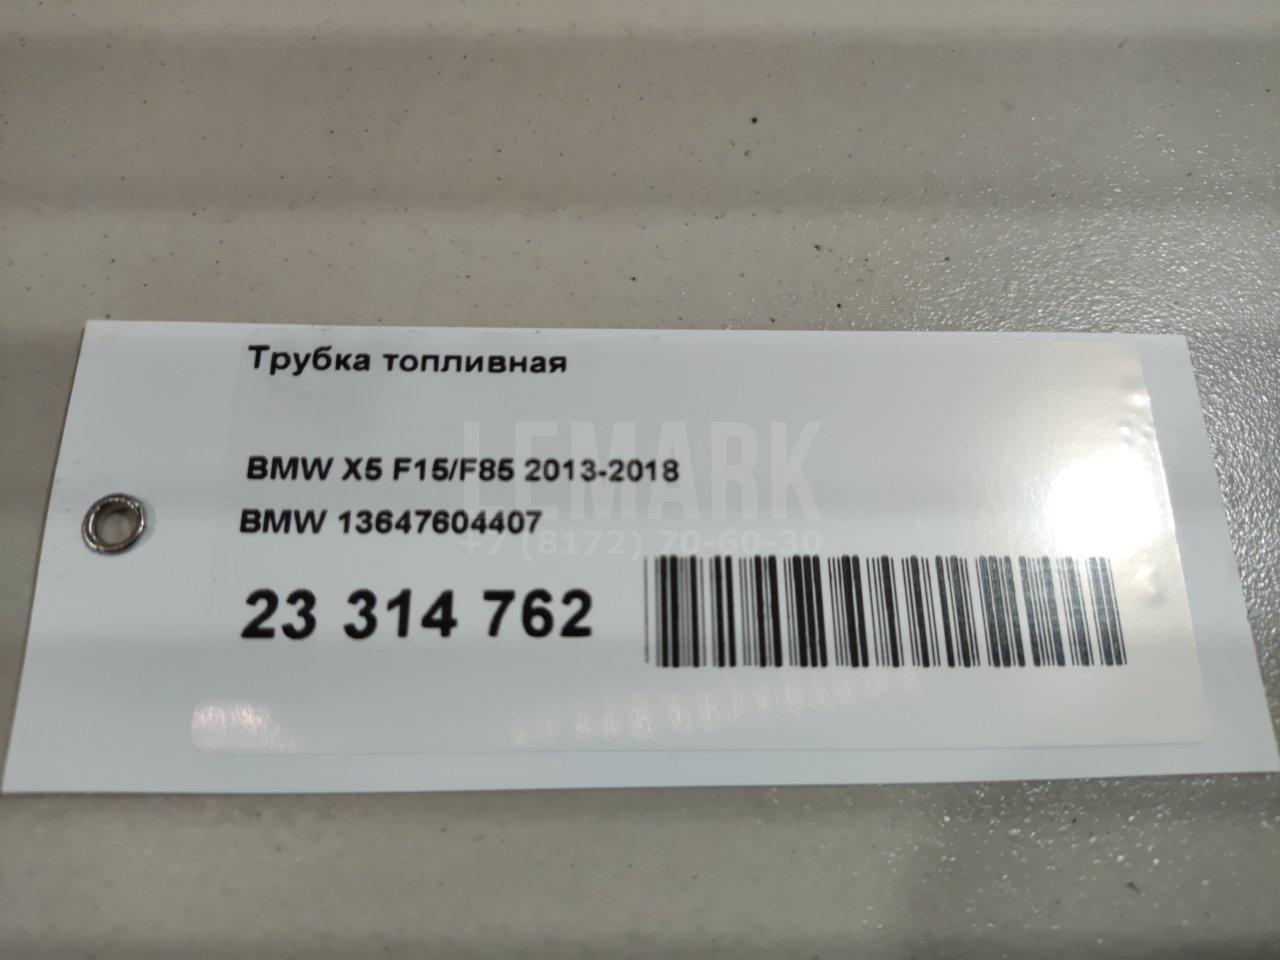 Трубка топливная
LEMARK
BMW X5 F15/F85 2013-2018
BMW 13647604407
+7 (8172) 70-60-30
23 314 762